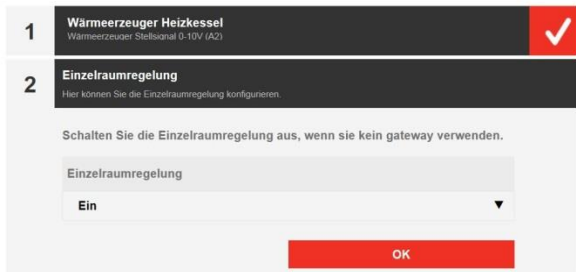 1
Wärmeerzeuger Heizkessel
Wärmeerzeuger Stellsignal 0-10V (A2)
2
Einzelraumregelung
Hier können Sie die Einzelraumregelung konfigurieren.
Schalten Sie die Einzelraumregelung aus, wenn sie kein gateway verwenden.
Einzelraumregelung
Ein
OK